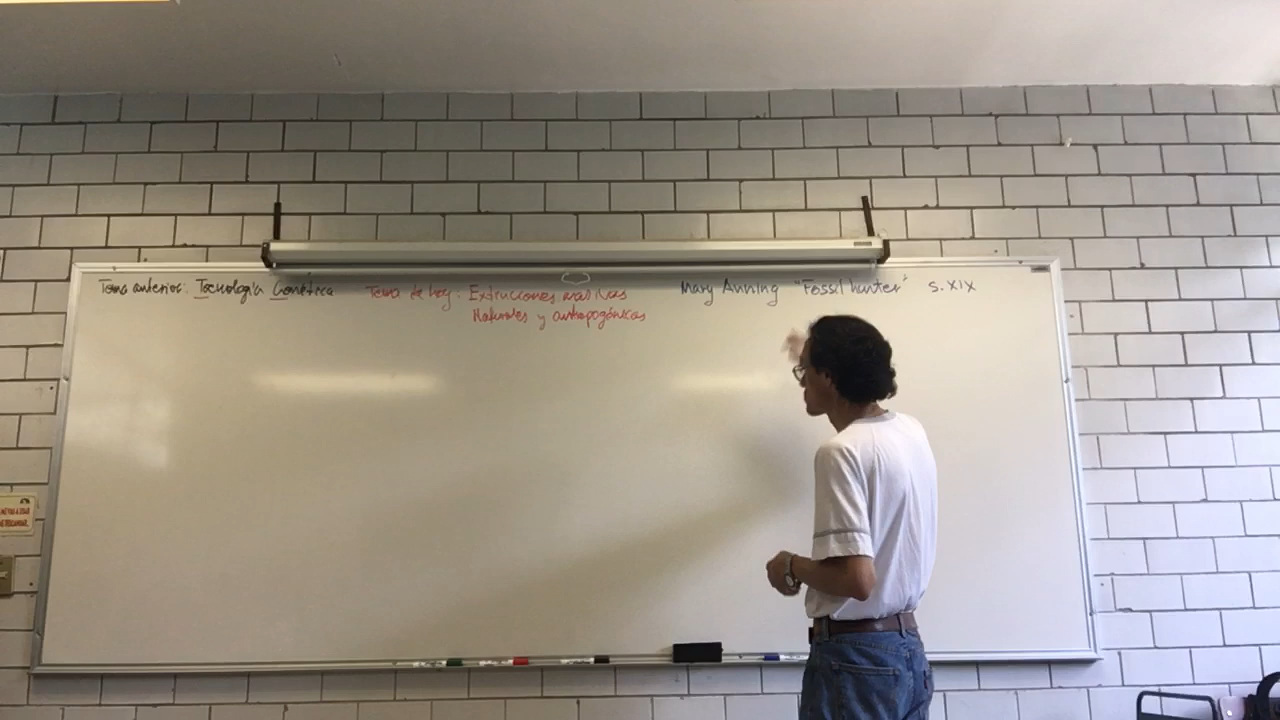 Tema anterior: Tecnología Genética
Tema de hoy: Extinciones masivas
Naturales y antropogénicas
Mary Anning "Fossil hunter" S. XIX